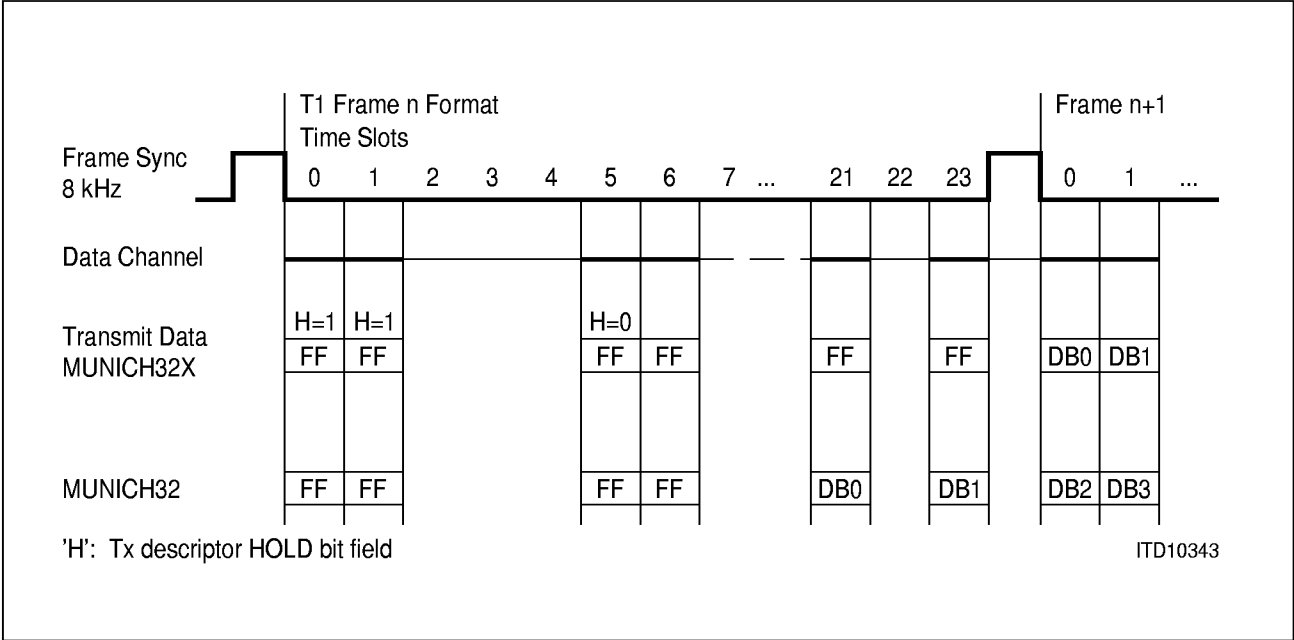 T1 Frame n Format Frame n+1
Time Slots
Frame Sync
8 kHz
0 1 2 3 4 5 6 7 ... 21 22 23 0 1 ...
Data Channel
H=1 H=1 H=0
Transmit Data
MUNICH32X
FF FF FF FF FF FF DB0 DB1
MUNICH32 FF FF FF FF DB0 DB1 DB2 DB3
'H': Tx descriptor HOLD bit field ITD10343